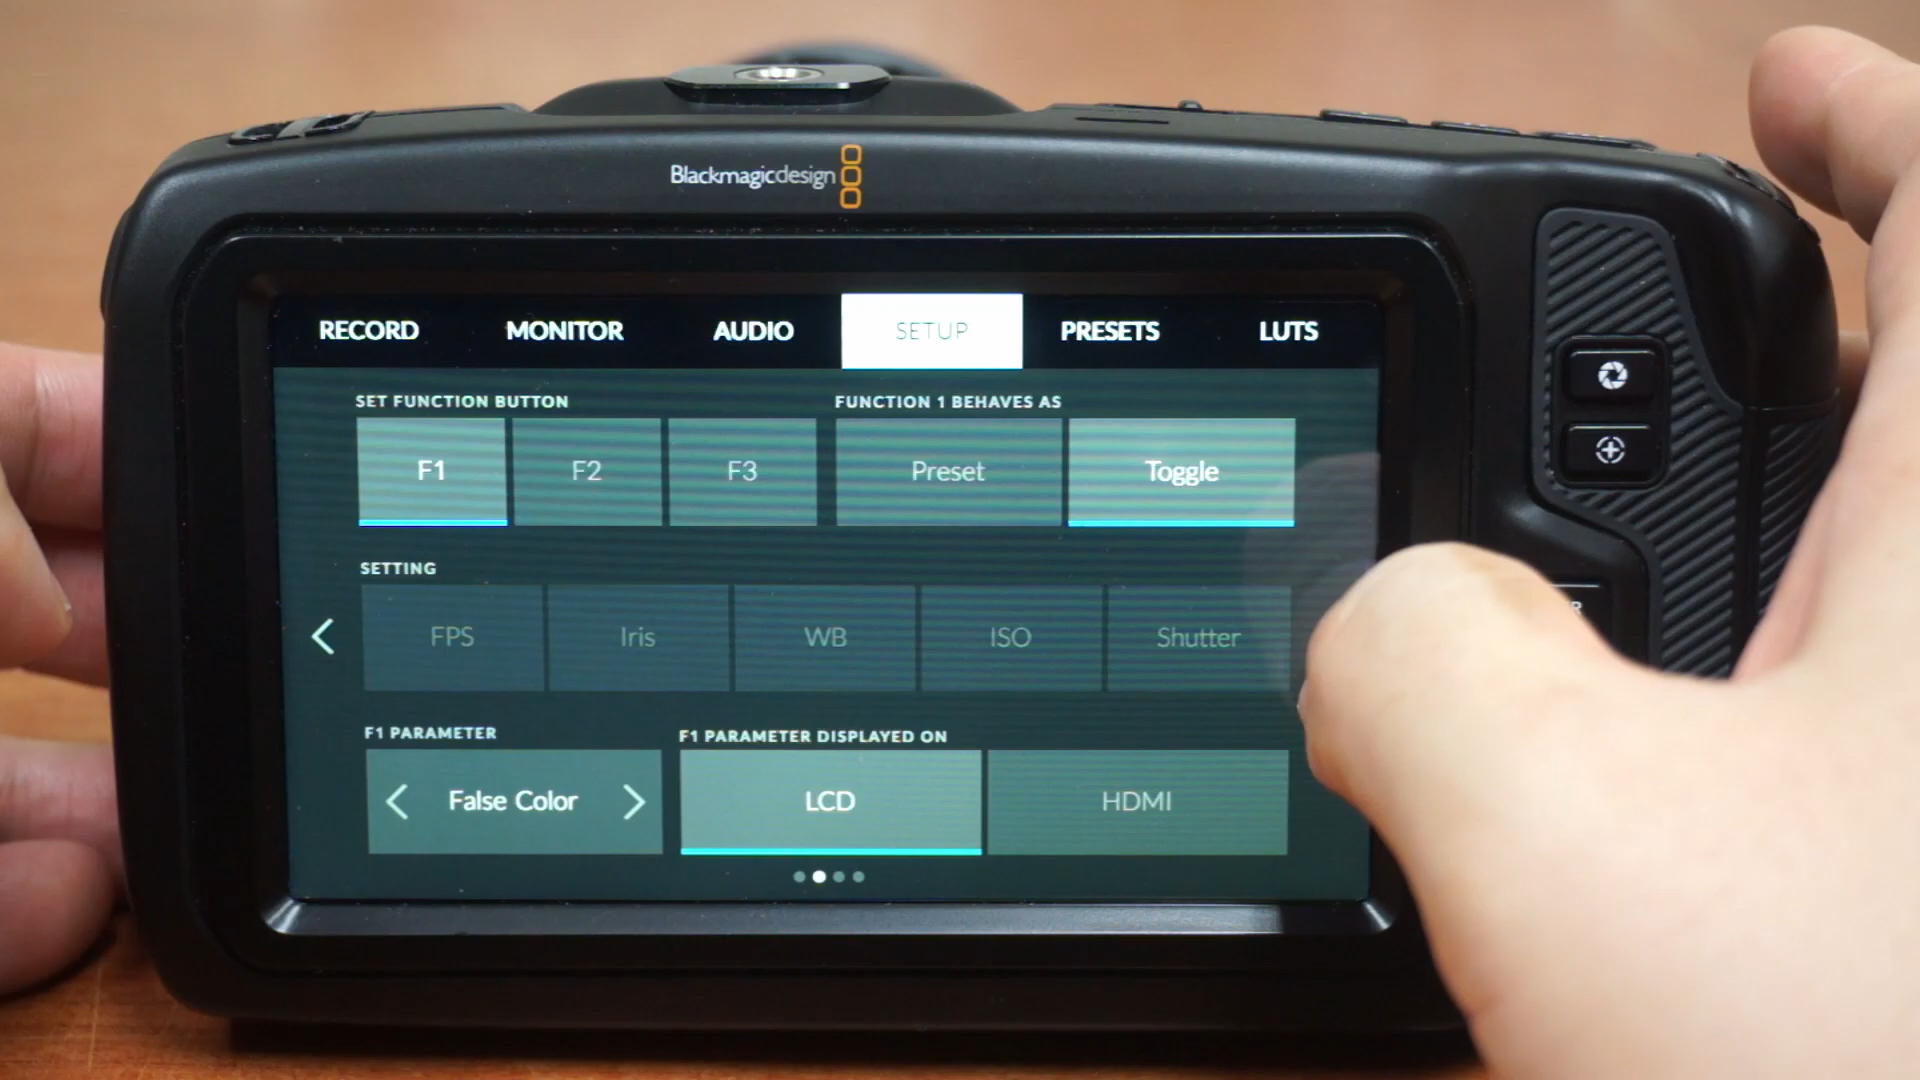 Blackmagicdesign
RECORD MONITOR AUDIO SETUP PRESETS LUTS
SET FUNCTION BUTTON FUNCTION 1 BEHAVES AS
F1 F2 F3 Preset Toggle
SETTING
FPS Iris WB ISO Shutter
F1 PARAMETER F1 PARAMETER DISPLAYED ON
False Color LCD HDMI